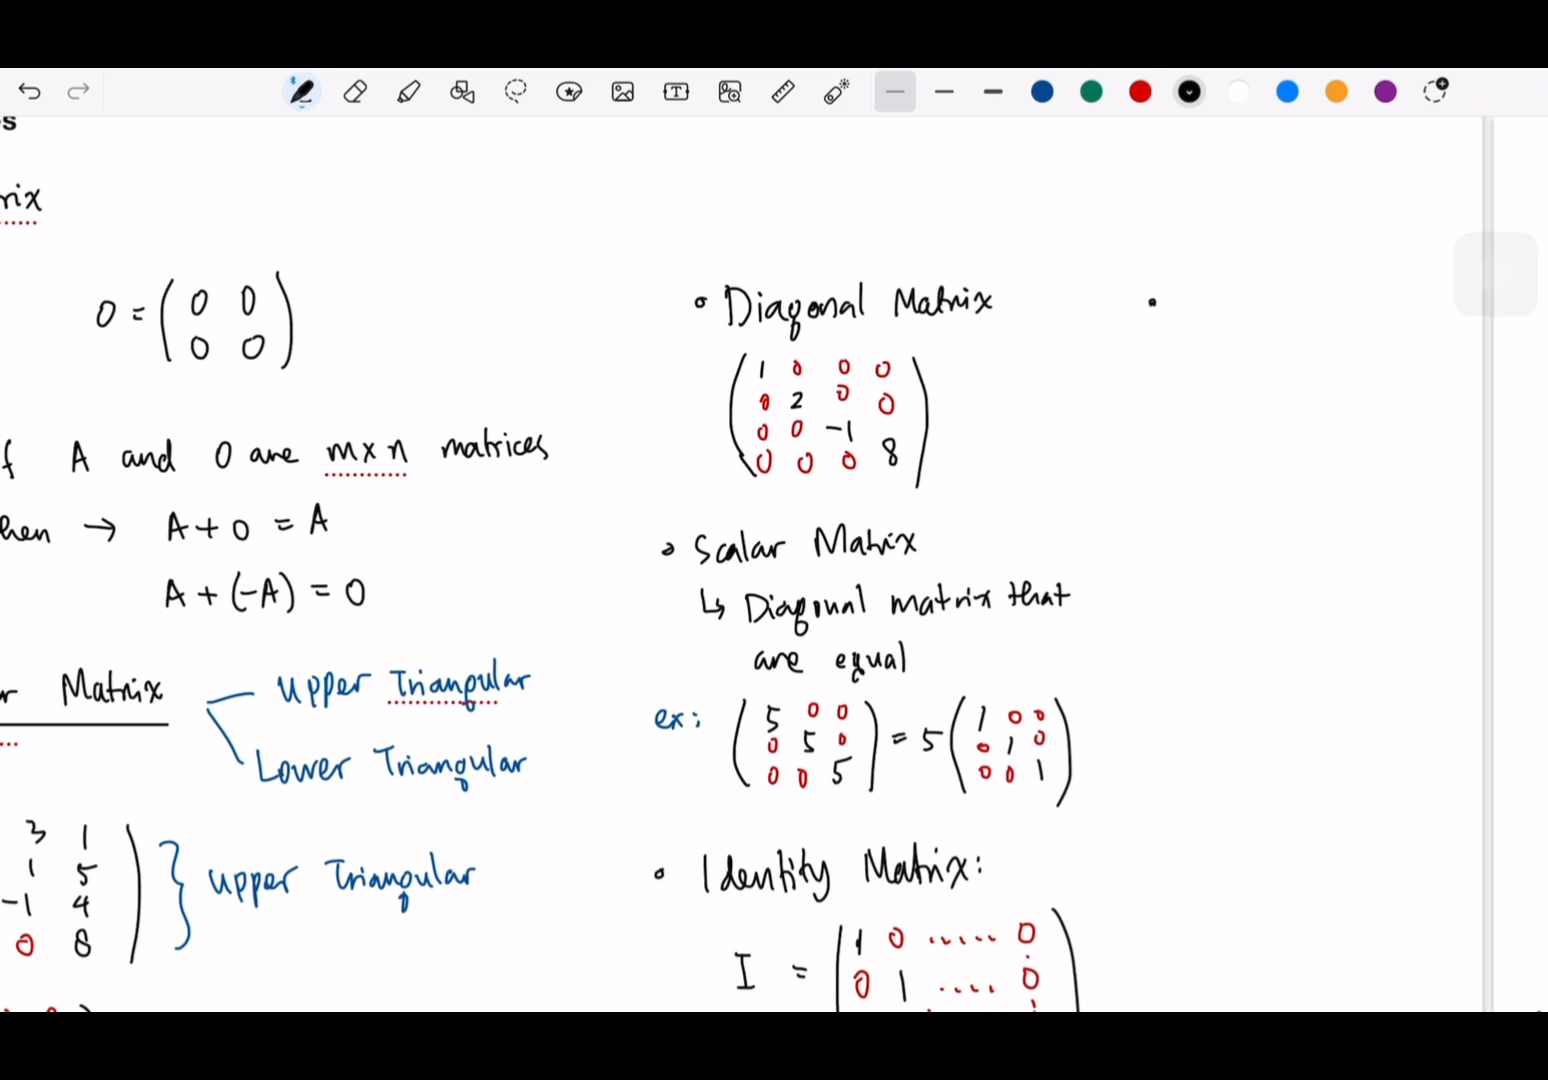 s
rix
0 = ( 0 0
0 0 )
f A and 0 are m×n matrices
hen → A + 0 = A
A + (-A) = 0
r Matrix
Upper Triangular
Lower Triangular
3 1
1 5
-1 4
0 8
Upper Triangular
• Diagonal Matrix
( 1 0 0 0
0 2 0 0
0 0 -1
0 0 0 8 )
• Scalar Matrix
↳ Diagonal matrix that
are equal
ex: ( 5 0 0
0 5 0
0 0 5 ) = 5 ( 1 0 0
0 1 0
0 0 1 )
• Identity Matrix:
I = ( 1 0 ...... 0
0 1 .... 0
•